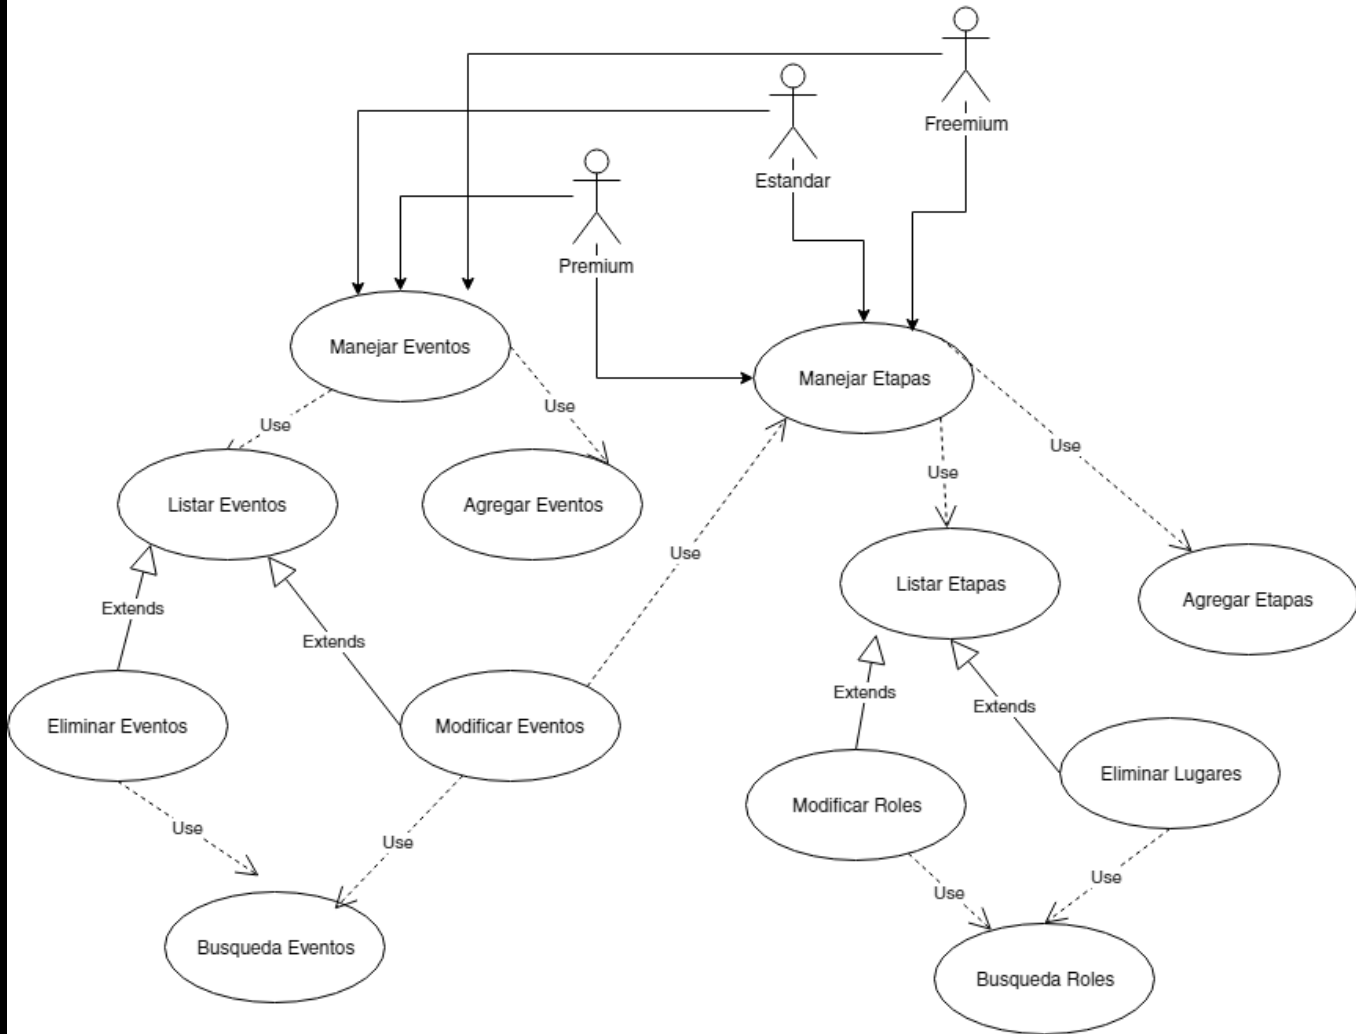 Freemium
Estandar
Premium
Manejar Eventos
Manejar Etapas
Use
Use
Use
Use
Listar Eventos
Agregar Eventos
Use
Listar Etapas
Agregar Etapas
Extends
Extends
Extends
Extends
Eliminar Eventos
Modificar Eventos
Eliminar Lugares
Modificar Roles
Use
Use
Use
Use
Busqueda Eventos
Busqueda Roles